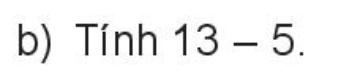 b) Tính 13 – 5.